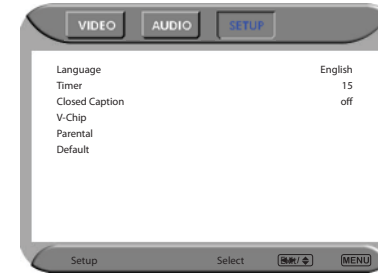 VIDEO AUDIO SETUP
Language English
Timer 15
Closed Caption off
V-Chip
Parental
Default
Setup Select MENU